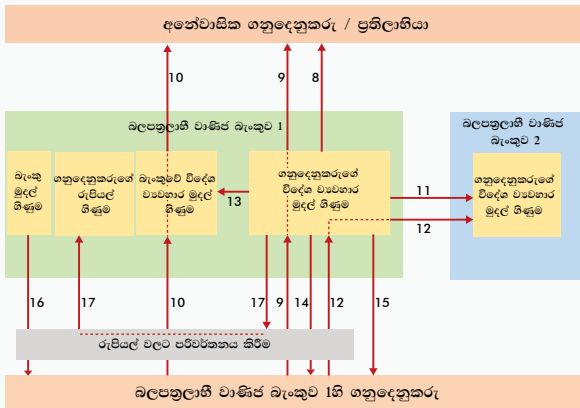 අනේවාසික ගනුදෙනුකරු / ප්‍රතිලාභියා
10
9
8
බලපත්‍රලාභී වාණිජ බැංකුව 1
බලපත්‍රලාභී වාණිජ
බැංකුව 2
බැංකු
මුදල්
ගිණුම
ගනුදෙනුකරුගේ
රුපියල්
ගිණුම
බැංකුවේ විදේශ
ව්‍යවහාර මුදල්
ගිණුම
ගනුදෙනුකරුගේ
විදේශ ව්‍යවහාර
මුදල් ගිණුම
ගනුදෙනුකරුගේ
විදේශ ව්‍යවහාර
මුදල් ගිණුම
13
11
12
16
17
10
17
9
14
12
15
රුපියල් වලට පරිවර්තනය කිරීම
බලපත්‍රලාභී වාණිජ බැංකුව 1හි ගනුදෙනුකරු